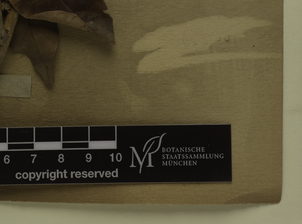 6 7 8 9 10
copyright reserved
M
BOTANISCHE
STAATSSAMMLUNG
MÜNCHEN